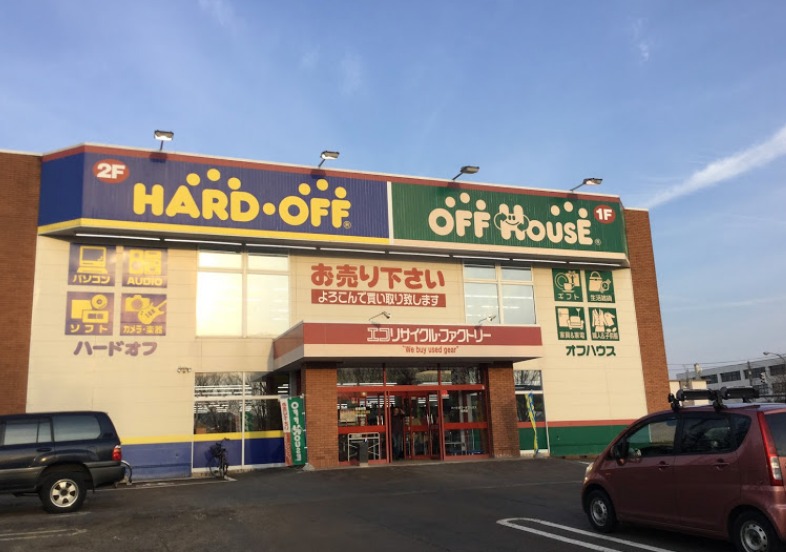 2F
HARD・OFF®
OFF HOUSE®
1F
パソコン
AUDIO
ソフト
カメラ・楽器
ハードオフ
お売り下さい
よろこんで買い取り致します
エコリサイクル・ファクトリー
"We buy used gear"
ギフト
生活雑貨
家具&家電
婦人&子供服
オフハウス
OFF HOUSE